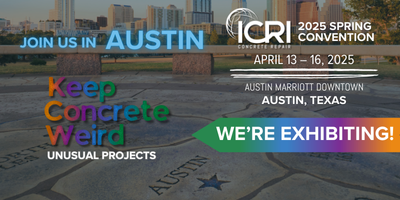 JOIN US IN AUSTIN
ICRI
CONCRETE REPAIR
2025 SPRING
CONVENTION
APRIL 13 – 16, 2025
AUSTIN MARRIOTT DOWNTOWN
AUSTIN, TEXAS
Keep
Concrete
Weird
UNUSUAL PROJECTS
WE'RE EXHIBITING!
AUSTIN